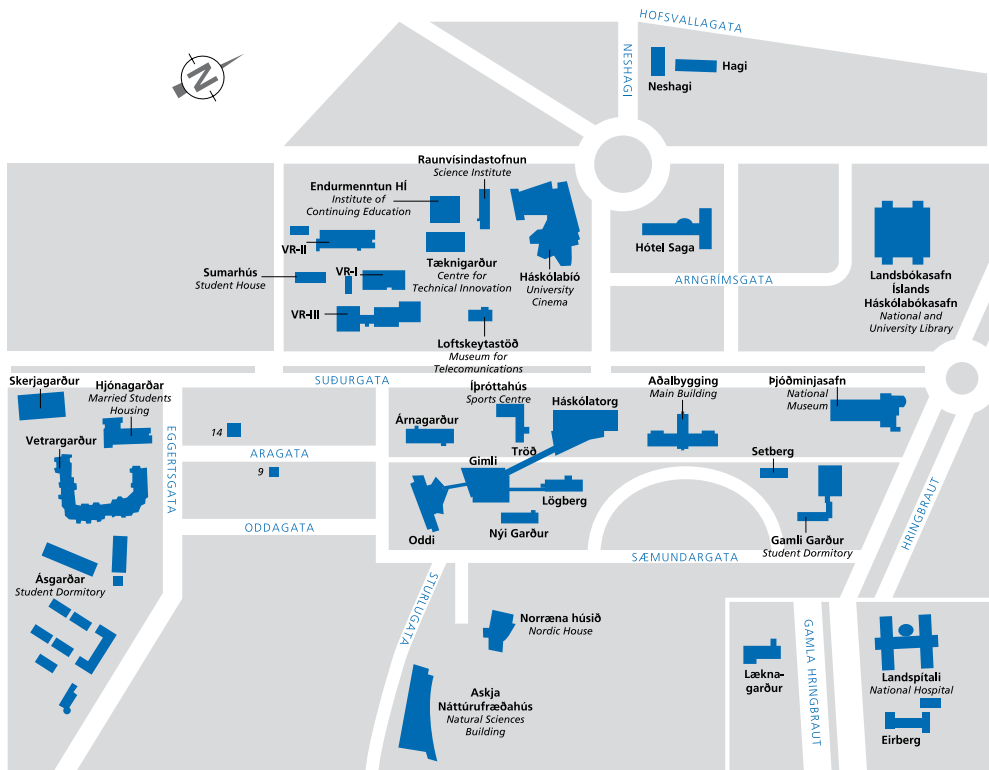 HOFSVALLAGATA
NESHAGI
Hagi
Neshagi
N
Raunvísindastofnun
Science Institute
Endurmenntun HÍ
Institute of
Continuing Education
VR-II
Sumarhús
Student House
VR-I
Tæknigarður
Centre for
Technical Innovation
Háskólabíó
University
Cinema
Hótel Saga
ARNGRÍMSGATA
Landsbókasafn
Íslands
Háskólabókasafn
National and
University Library
VR-III
Loftskeytastöð
Museum for
Telecomunications
SUÐURGATA
Skerjagarður
Hjónagarðar
Married Students
Housing
Vetrargarður
EGGERTSGATA
14
ARAGATA
9
ODDAGATA
Árnagarður
Íþróttahús
Sports Centre
Háskólatorg
Tröð
Gimli
Lögberg
Oddi
Nýi Garður
Aðalbygging
Main Building
Þjóðminjasafn
National
Museum
Setberg
Gamli Garður
Student Dormitory
SÆMUNDARGATA
HRINGBRAUT
Ásgarðar
Student Dormitory
STURLUGATA
Norræna húsið
Nordic House
Askja
Náttúrufræðahús
Natural Sciences
Building
Lækna-
garður
GAMLA HRINGBRAUT
Landspítali
National Hospital
Eirberg